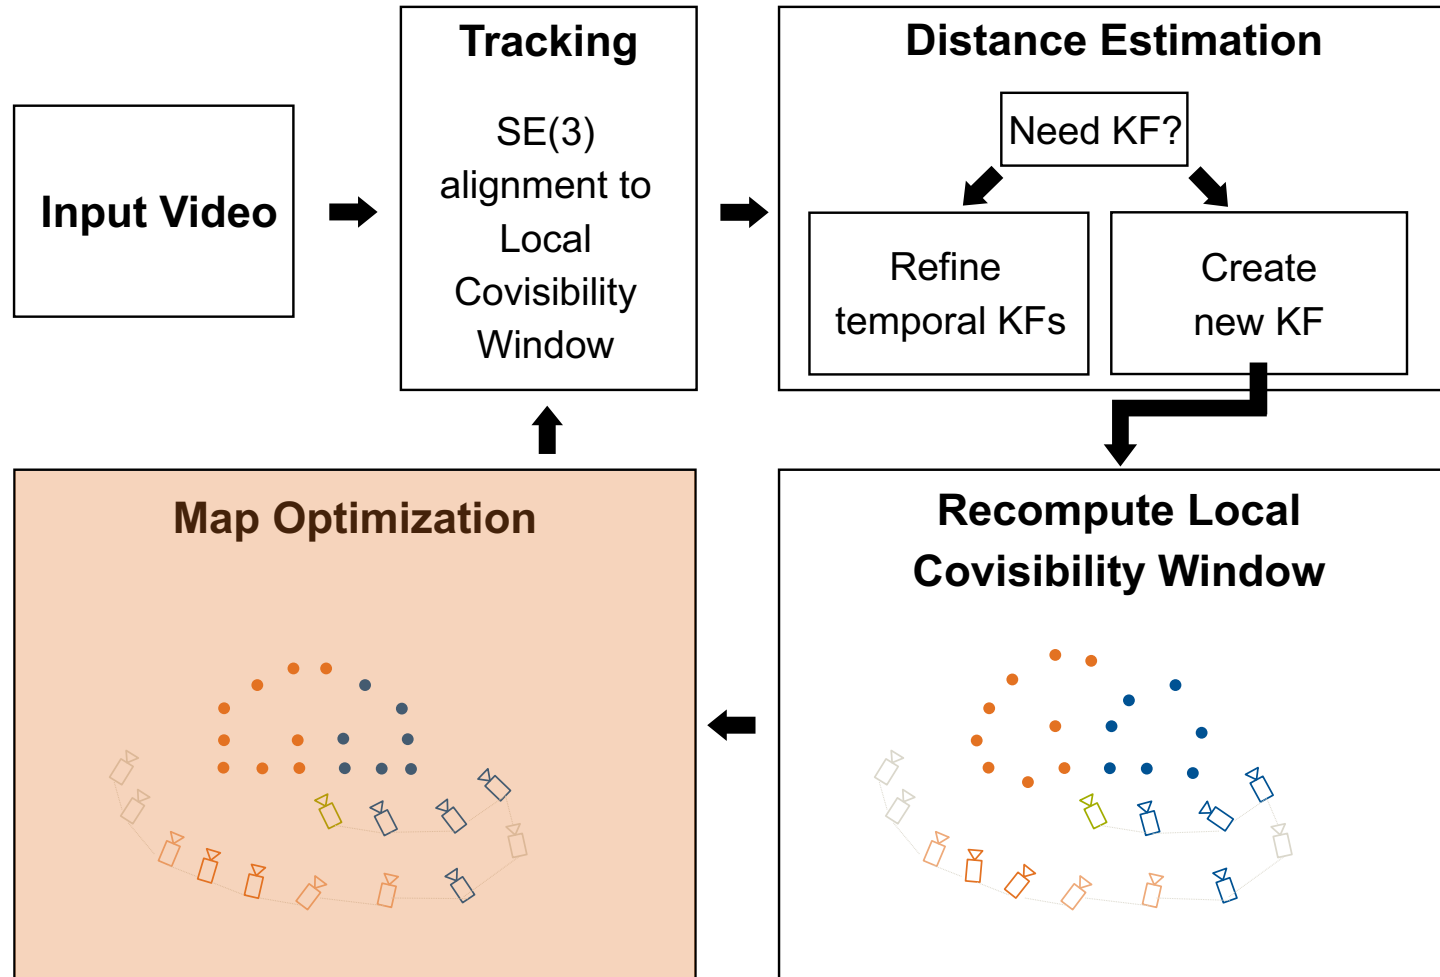 Input Video
Tracking
SE(3)
alignment to
Local
Covisibility
Window
Distance Estimation
Need KF?
Refine
temporal KFs
Create
new KF
Map Optimization
Recompute Local
Covisibility Window